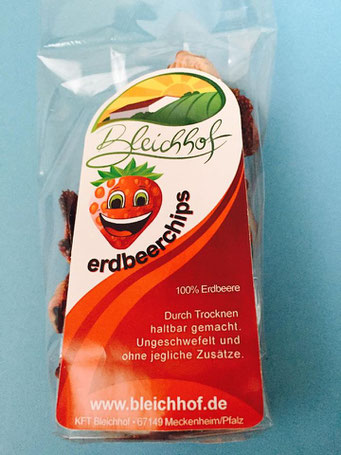 Bleichhof
erdbeerchips
100% Erdbeere
Durch Trocknen
haltbar gemacht.
Ungeschwefelt und
ohne jegliche Zusätze.
www.bleichhof.de
KFT Bleichhof · 67149 Meckenheim/Pfalz